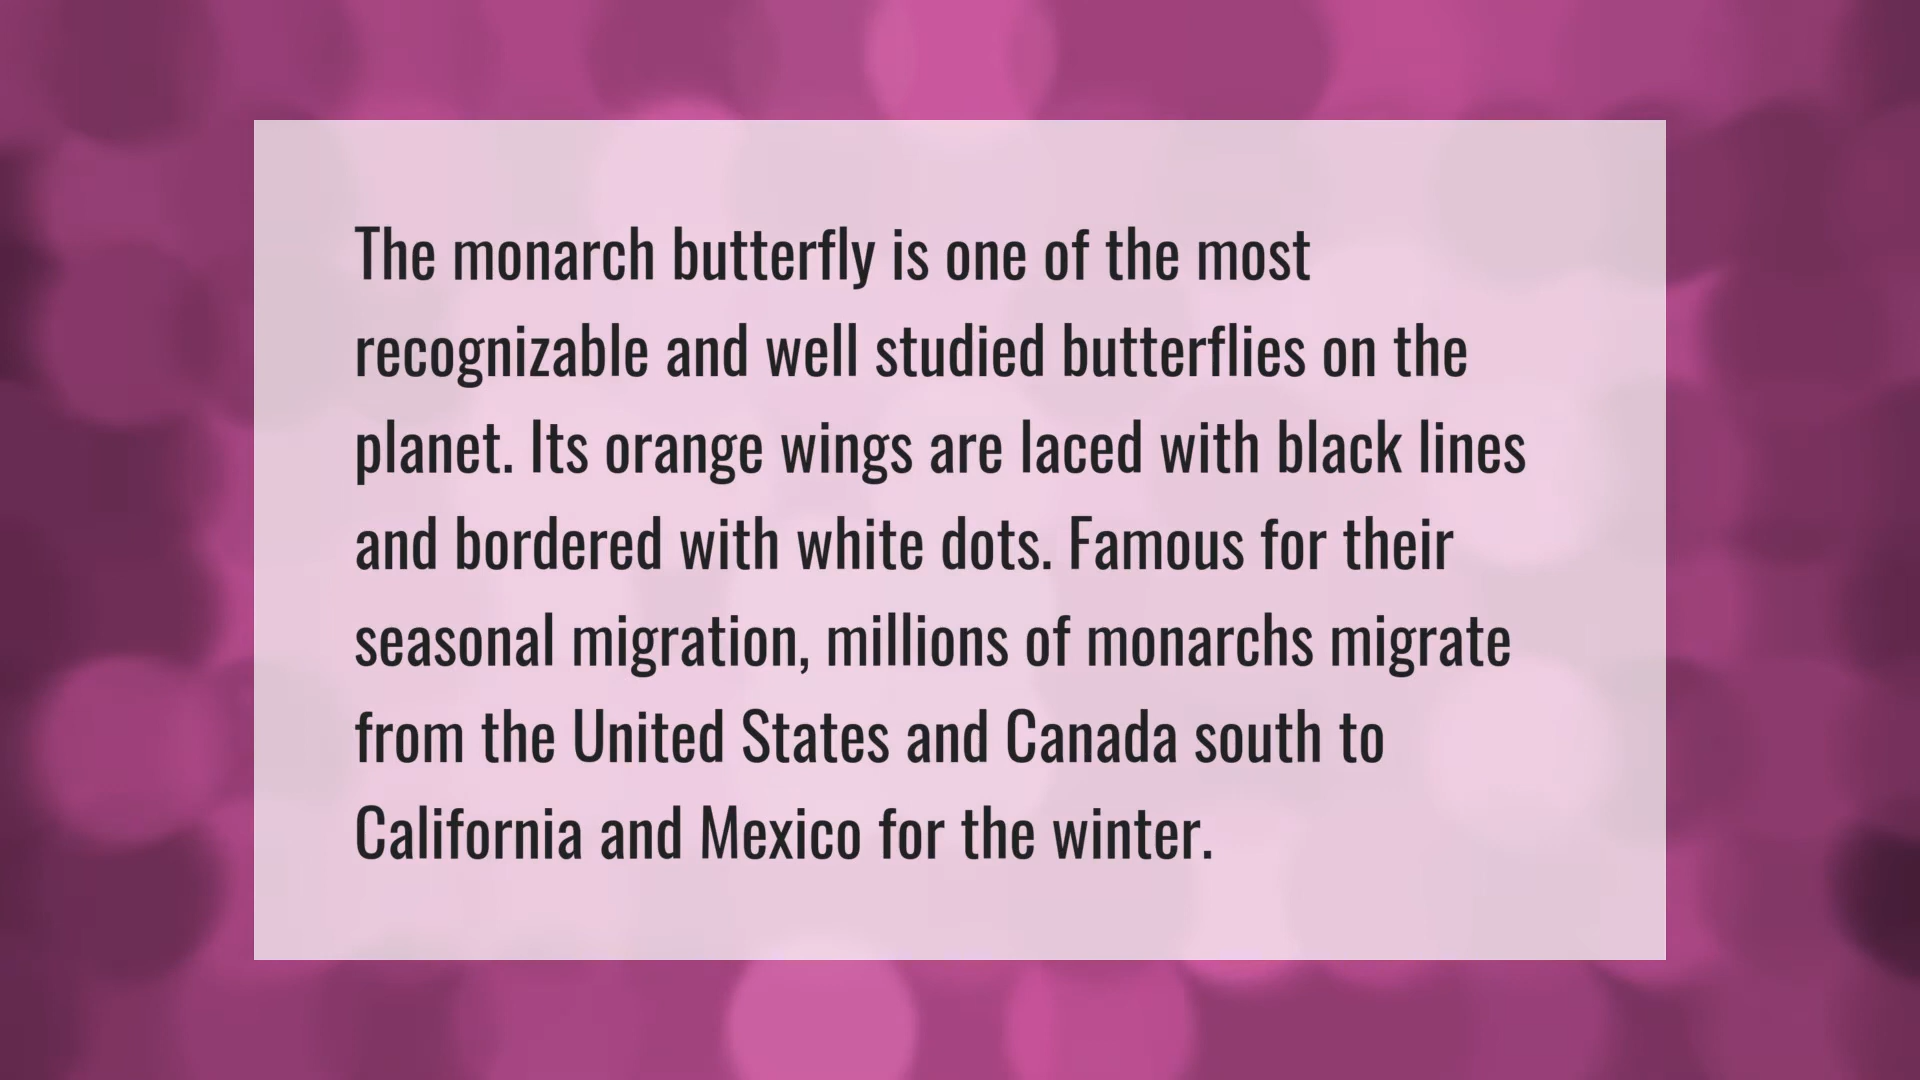 The monarch butterfly is one of the most
recognizable and well studied butterflies on the
planet. Its orange wings are laced with black lines
and bordered with white dots. Famous for their
seasonal migration, millions of monarchs migrate
from the United States and Canada south to
California and Mexico for the winter.